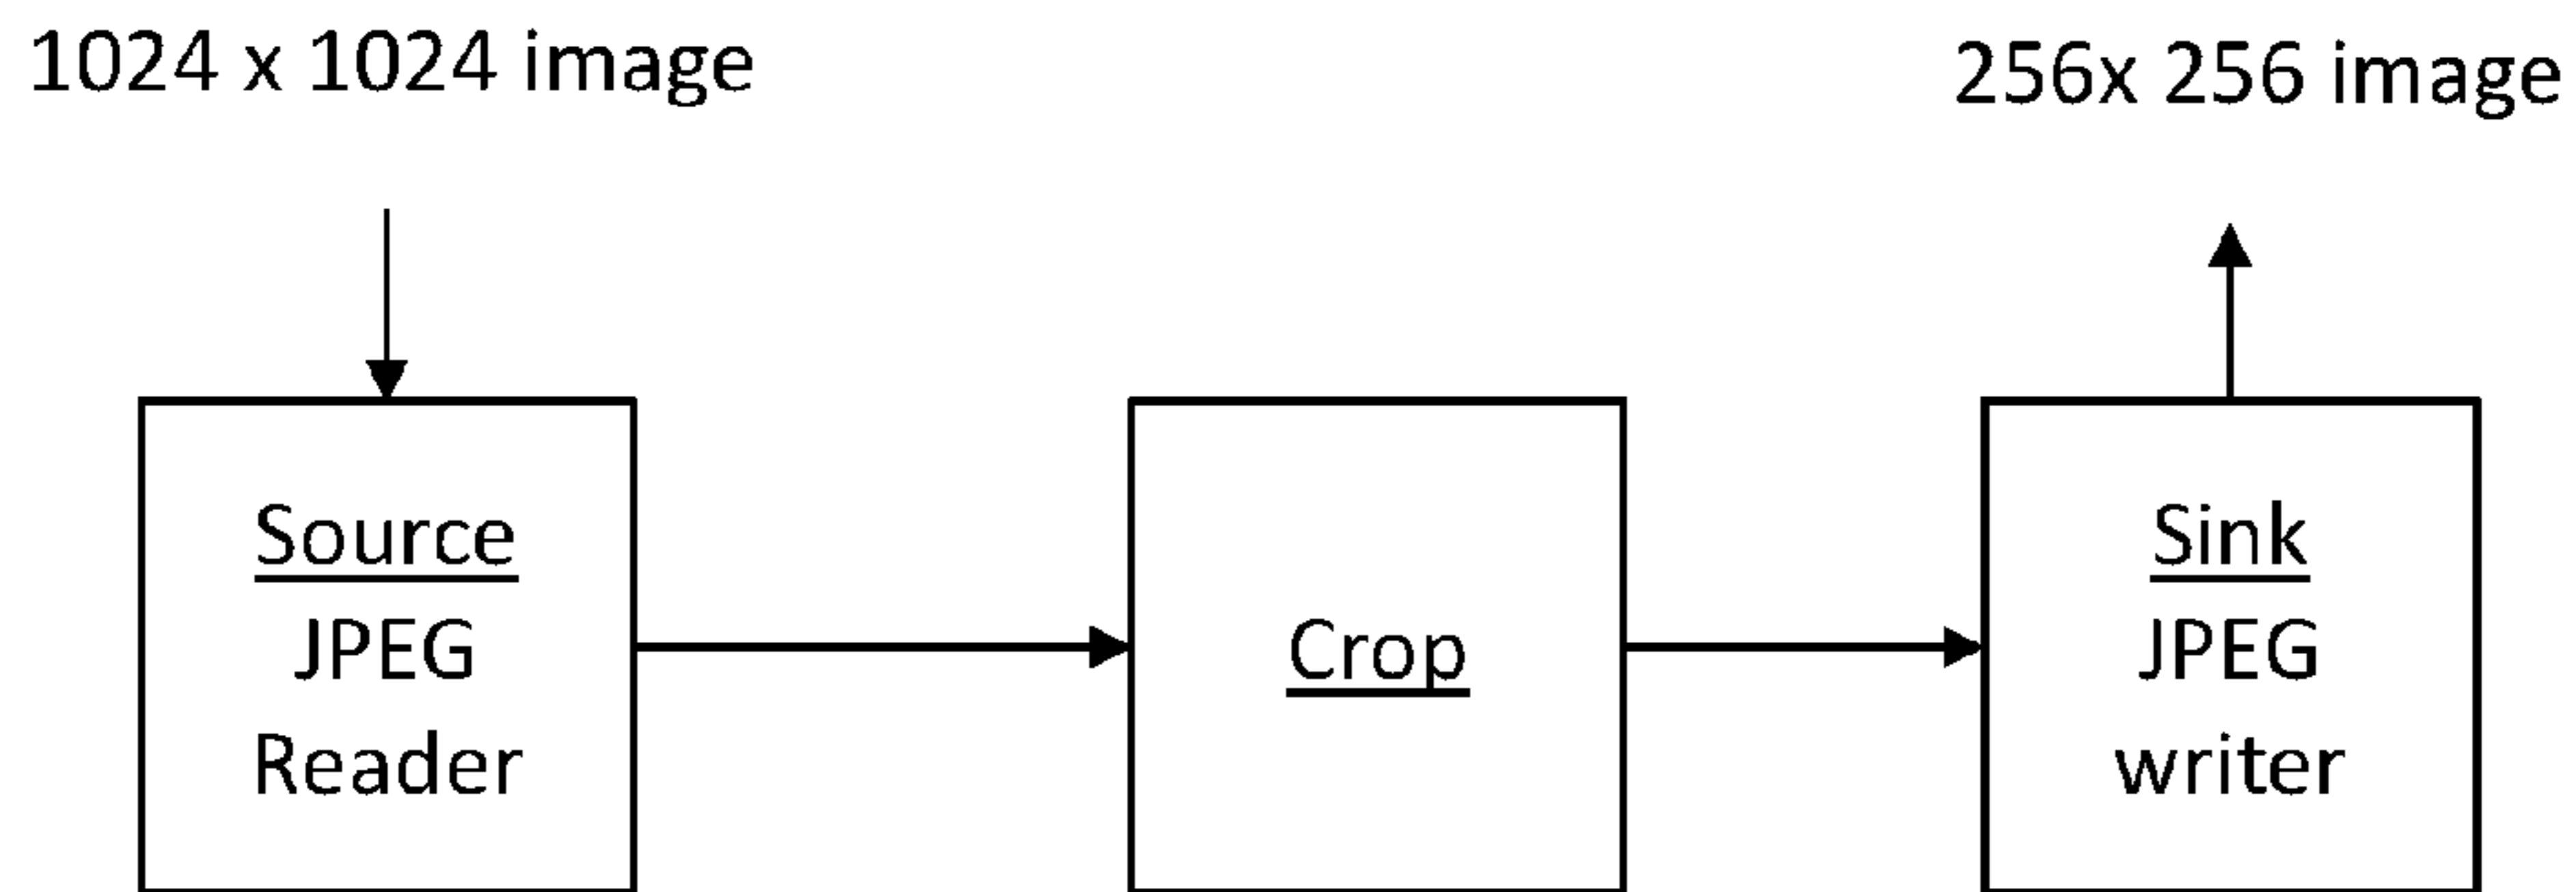 1024 x 1024 image
256x 256 image
Source
JPEG
Reader
Crop
Sink
JPEG
writer